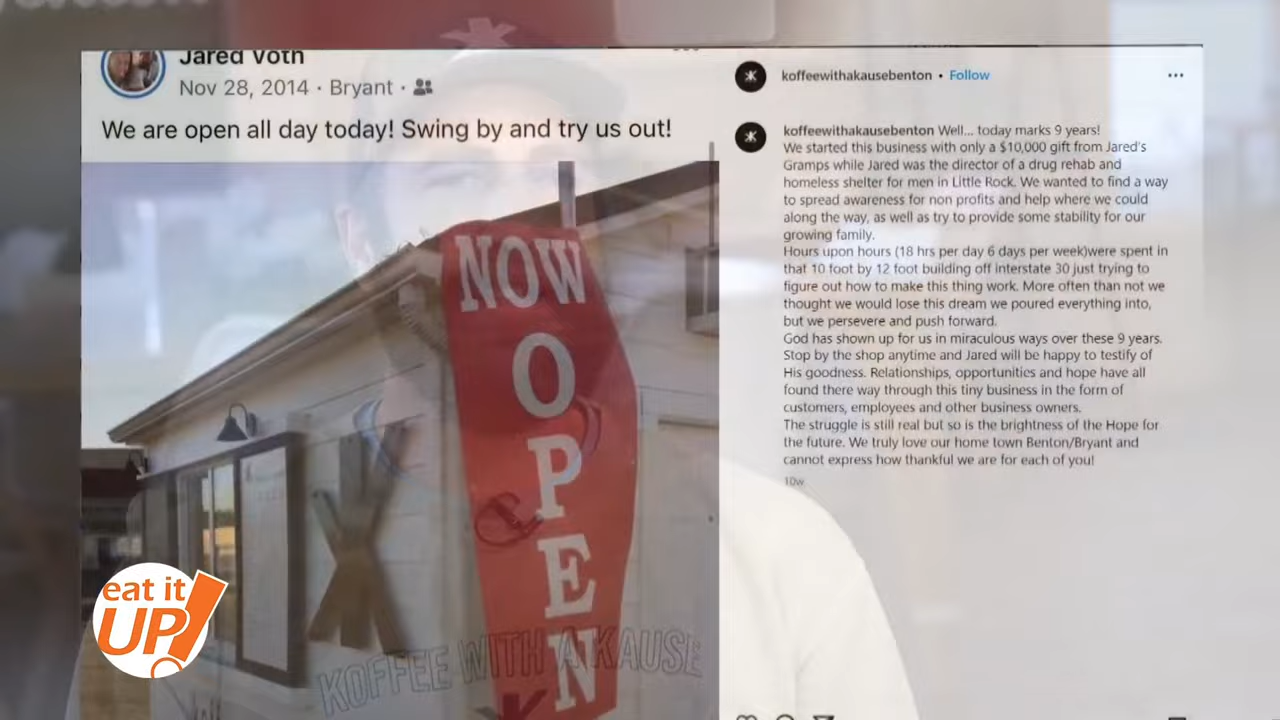 Jared Voth
Nov 28, 2014 · Bryant ·
We are open all day today! Swing by and try us out!
NOW
OPEN
KOFFEE WITH A KAUSE
eat it
UP!
koffeewithakausebenton • Follow
koffeewithakausebenton Well... today marks 9 years!
We started this business with only a $10,000 gift from Jared's
Gramps while Jared was the director of a drug rehab and
homeless shelter for men in Little Rock. We wanted to find a way
to spread awareness for non profits and help where we could
along the way, as well as try to provide some stability for our
growing family.
Hours upon hours (18 hrs per day 6 days per week)were spent in
that 10 foot by 12 foot building off interstate 30 just trying to
figure out how to make this thing work. More often than not we
thought we would lose this dream we poured everything into,
but we persevere and push forward.
God has shown up for us in miraculous ways over these 9 years.
Stop by the shop anytime and Jared will be happy to testify of
His goodness. Relationships, opportunities and hope have all
found there way through this tiny business in the form of
customers, employees and other business owners.
The struggle is still real but so is the brightness of the Hope for
the future. We truly love our home town Benton/Bryant and
cannot express how thankful we are for each of you!
10w